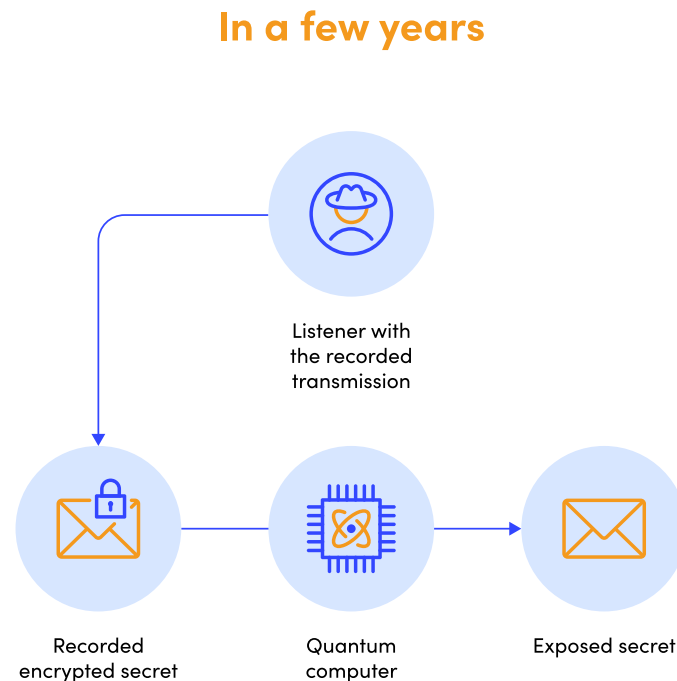 In a few years
Listener with
the recorded
transmission
Recorded
encrypted secret
Quantum
computer
Exposed secret